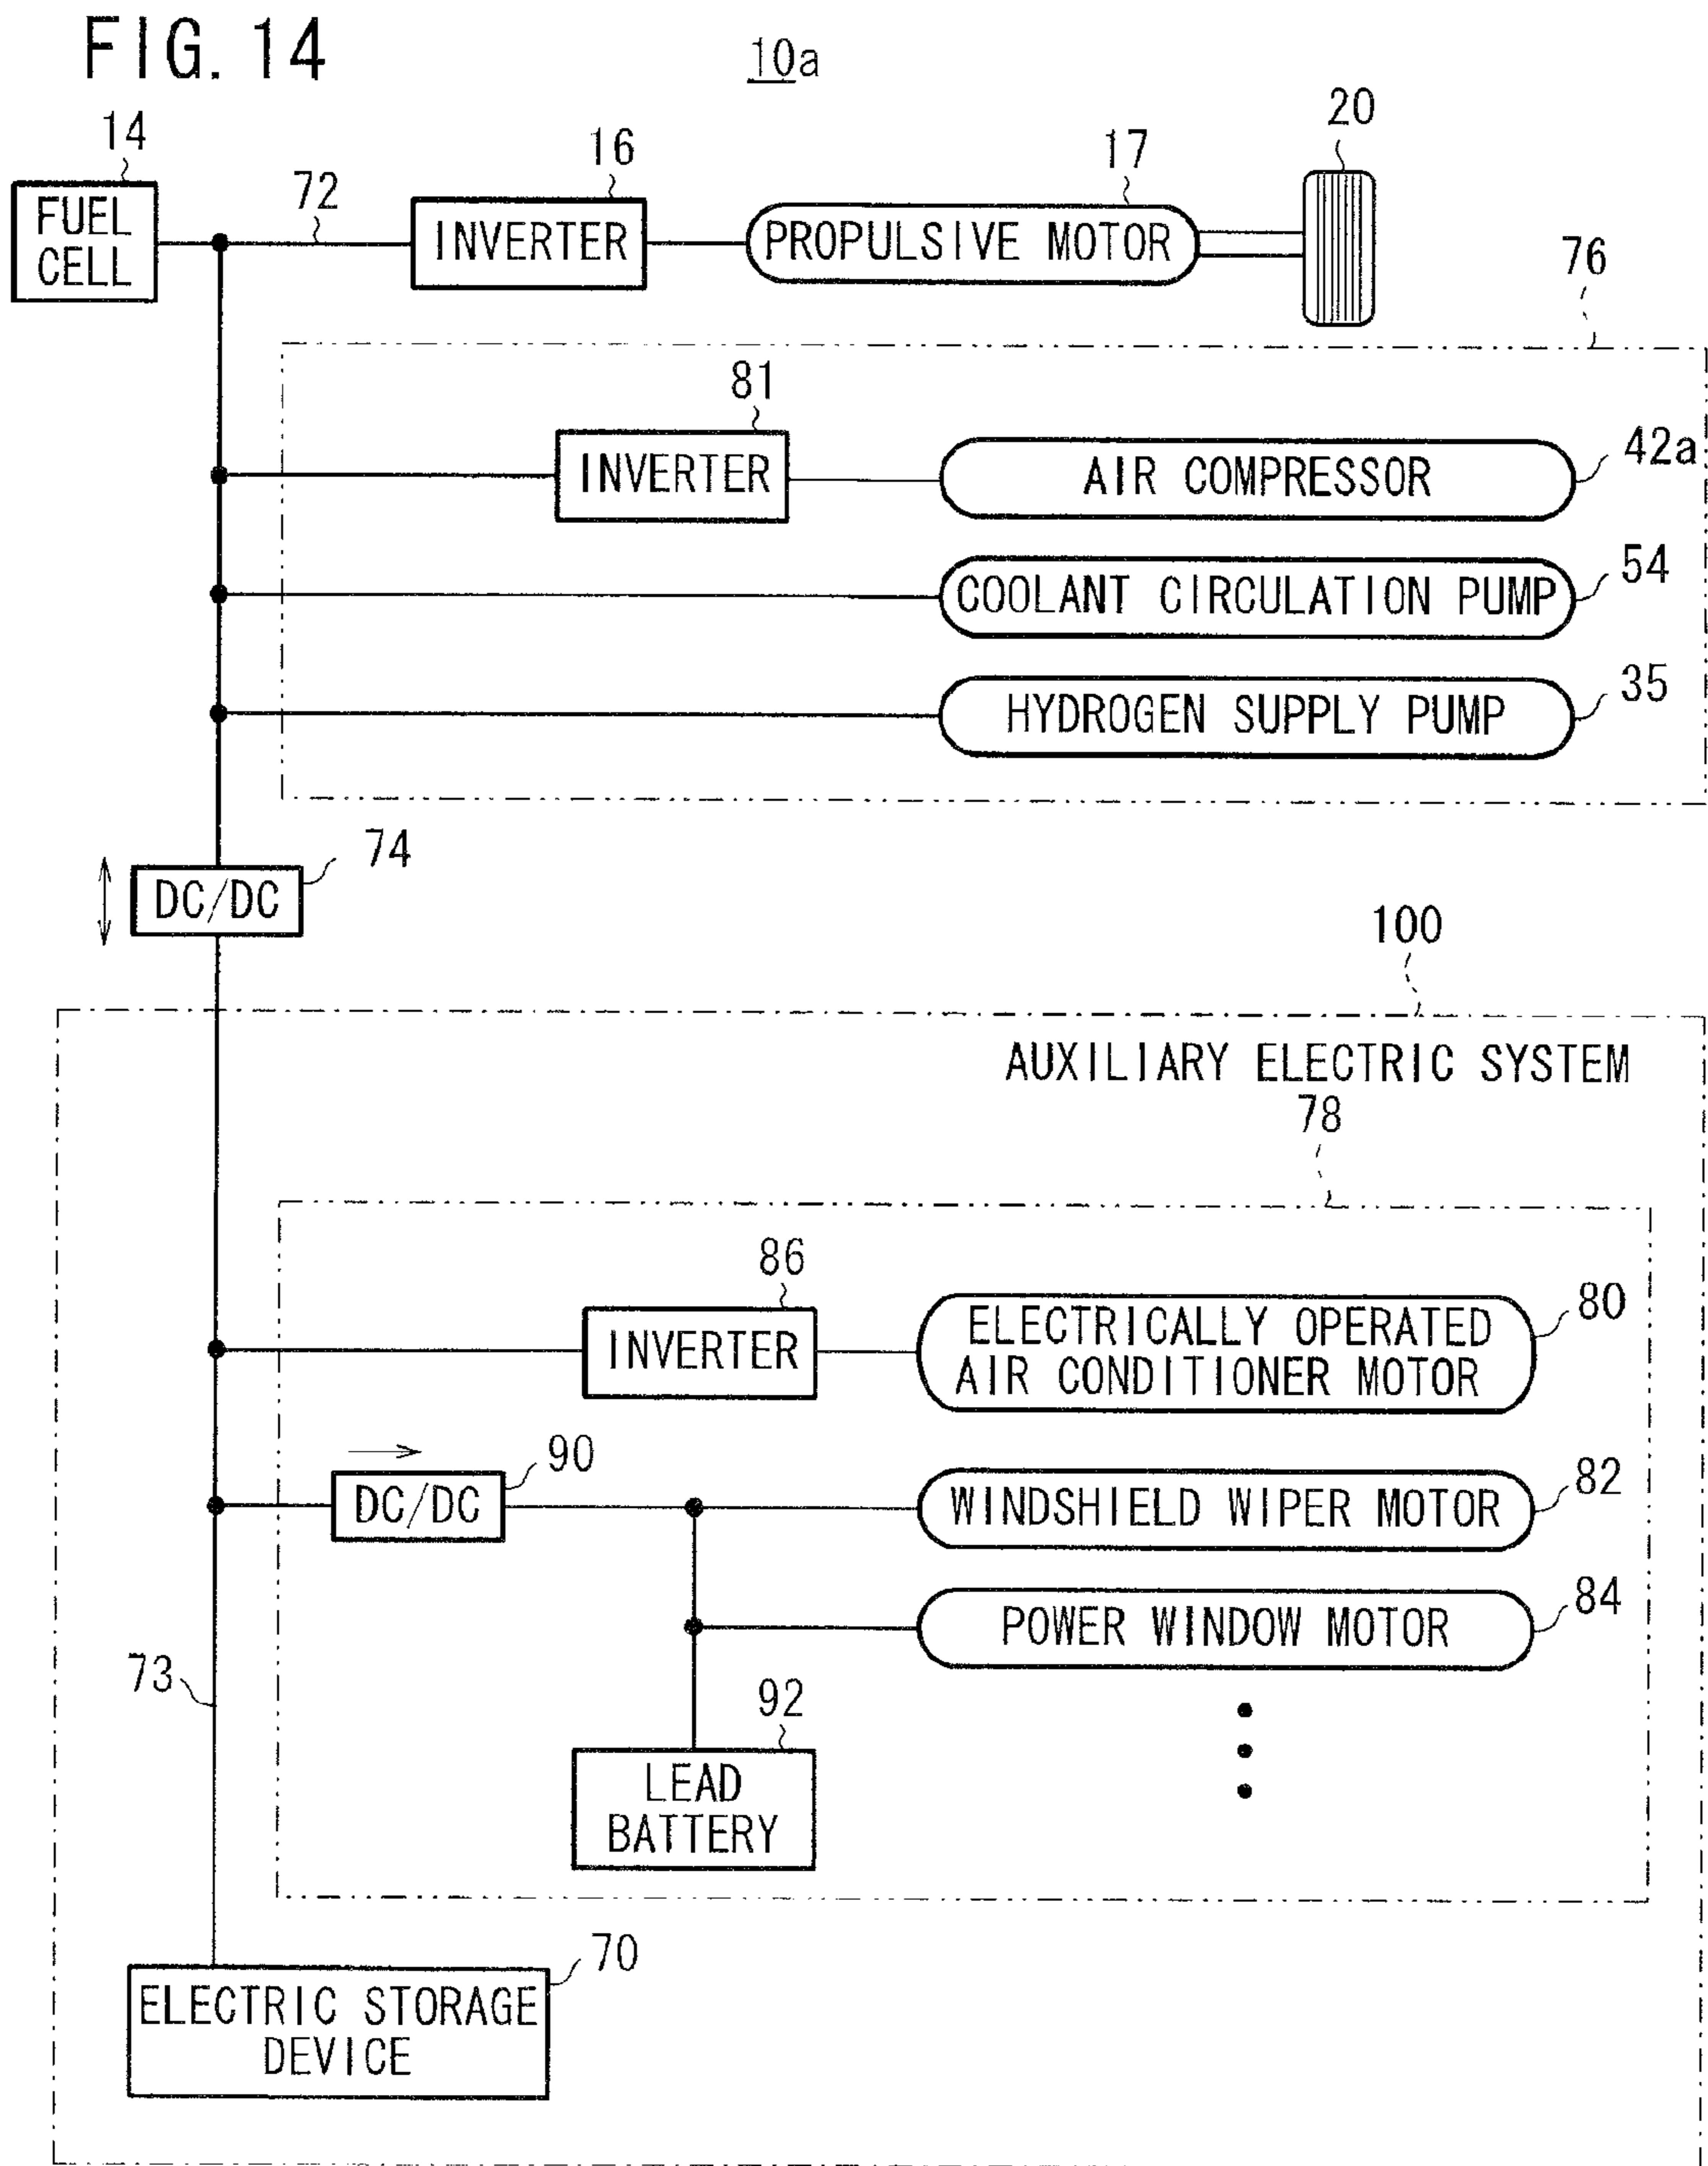 FIG. 14
10a
14
16
17
20
72
FUEL
CELL
INVERTER
PROPULSIVE MOTOR
76
81
INVERTER
AIR COMPRESSOR
42a
COOLANT CIRCULATION PUMP
54
HYDROGEN SUPPLY PUMP
35
74
DC/DC
100
AUXILIARY ELECTRIC SYSTEM
78
86
INVERTER
ELECTRICALLY OPERATED
AIR CONDITIONER MOTOR
80
90
DC/DC
WINDSHIELD WIPER MOTOR
82
POWER WINDOW MOTOR
84
73
92
LEAD
BATTERY
70
ELECTRIC STORAGE
DEVICE